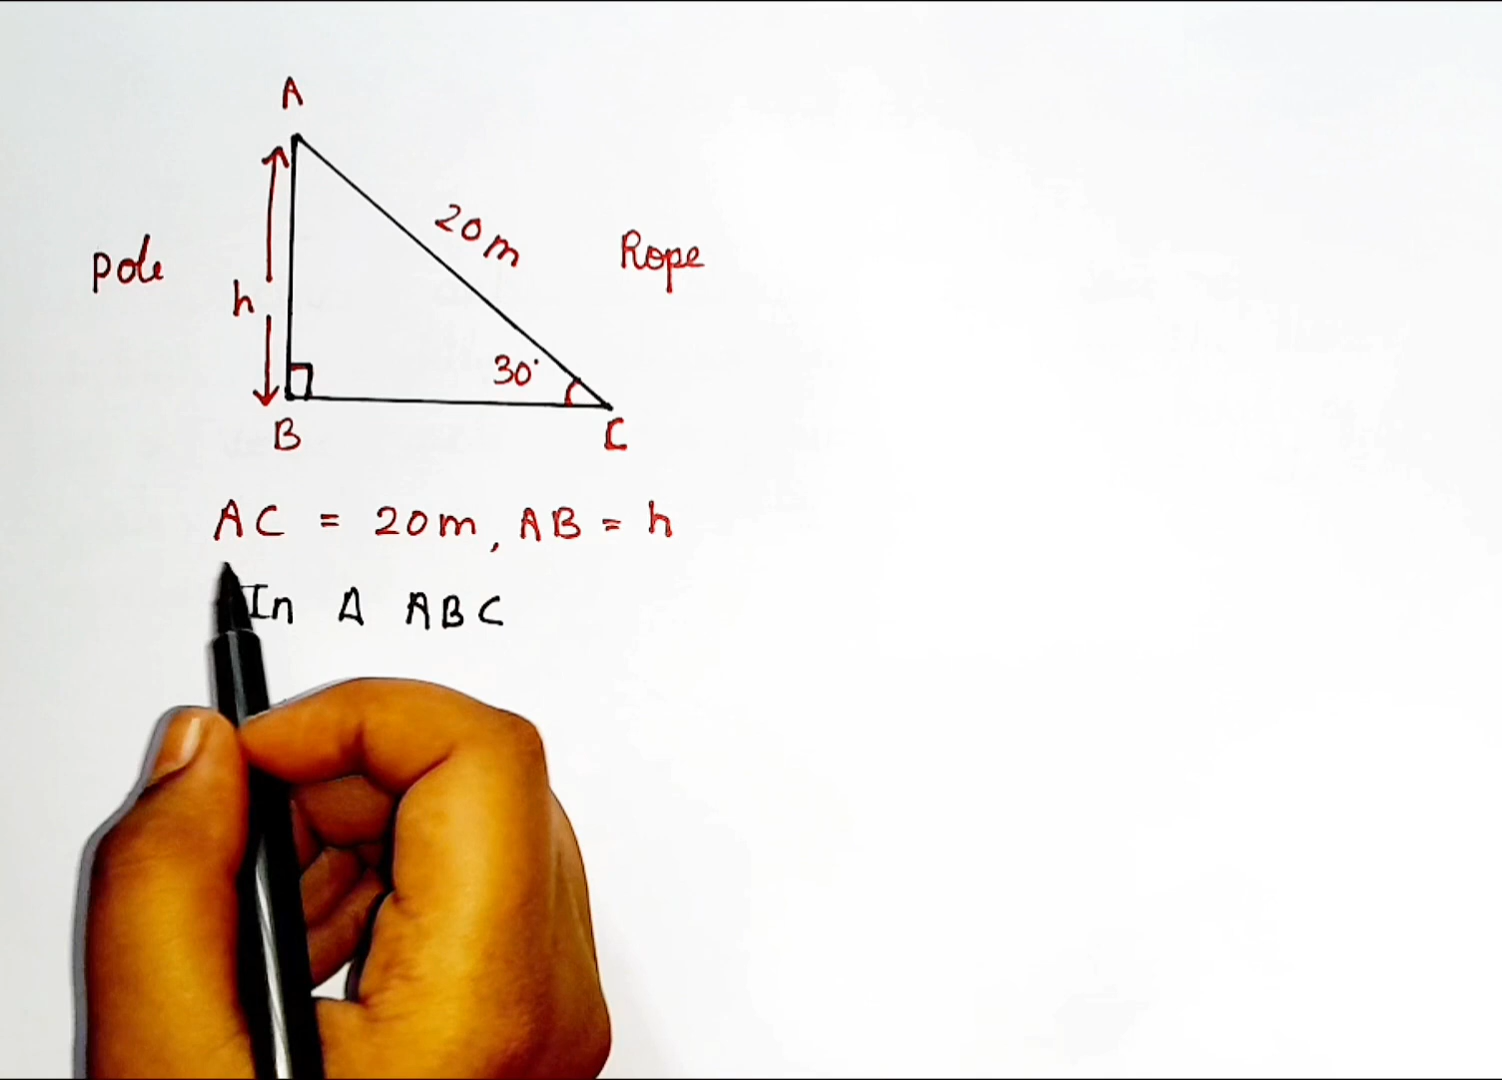 A
20m
pole
Rope
h
30°
B
C
AC = 20m, AB = h
In Δ ABC